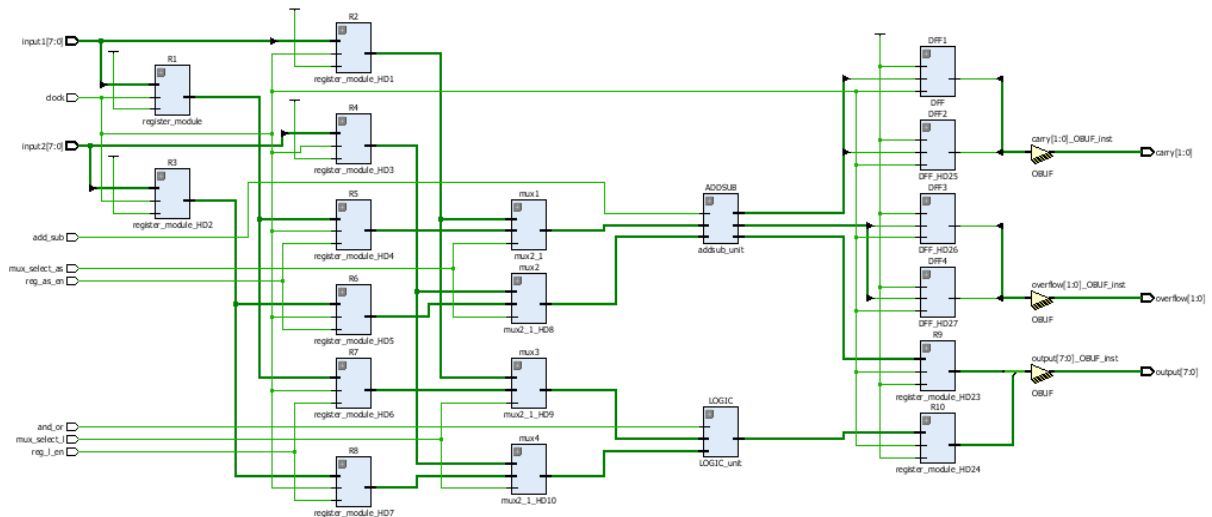 input1[7:0]
clock
input2[7:0]
add_sub
mux_select_as
reg_as_en
and_or
mux_select_l
reg_l_en
R1
register_module
R3
register_module_HD2
R2
register_module_HD1
R4
register_module_HD3
R5
register_module_HD4
R6
register_module_HD5
R7
register_module_HD6
R8
register_module_HD7
mux1
mux2_1
mux2
mux2_1_HD8
mux3
mux2_1_HD9
mux4
mux2_1_HD10
ADDSUB
addsub_unit
LOGIC
LOGIC_unit
DFF1
DFF
DFF2
DFF_HD25
DFF3
DFF_HD26
DFF4
DFF_HD27
R9
register_module_HD23
R10
register_module_HD24
carry[1:0]_OBUF_inst
OBUF
overflow[1:0]_OBUF_inst
OBUF
output[7:0]_OBUF_inst
OBUF
carry[1:0]
overflow[1:0]
output[7:0]